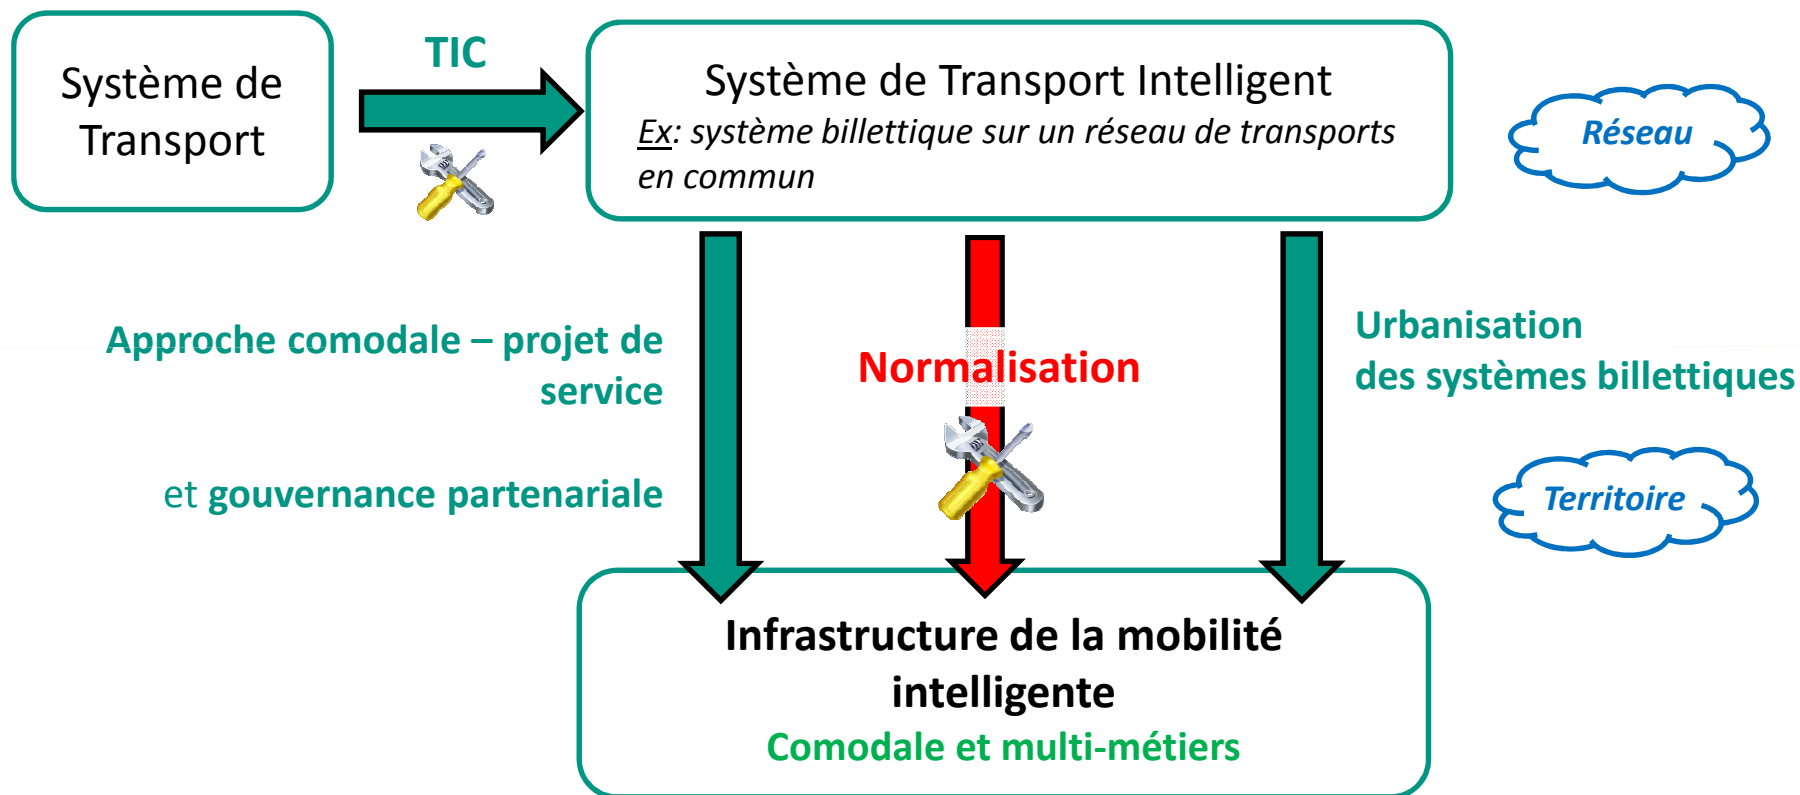 Système de
Transport
TIC
Système de Transport Intelligent
Ex: système billettique sur un réseau de transports
en commun
Réseau
Approche comodale – projet de
service
et gouvernance partenariale
Normalisation
Urbanisation
des systèmes billettiques
Territoire
Infrastructure de la mobilité
intelligente
Comodale et multi-métiers